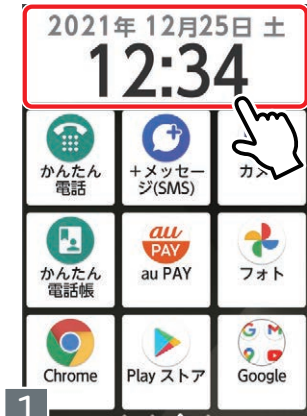 2021年 12月25日 土
12:34
かんたん
電話
+メッセー
ジ(SMS)
カメ
かんたん
電話帳
au
PAY
au PAY
フォト
Chrome
Play ストア
G M
Google
1